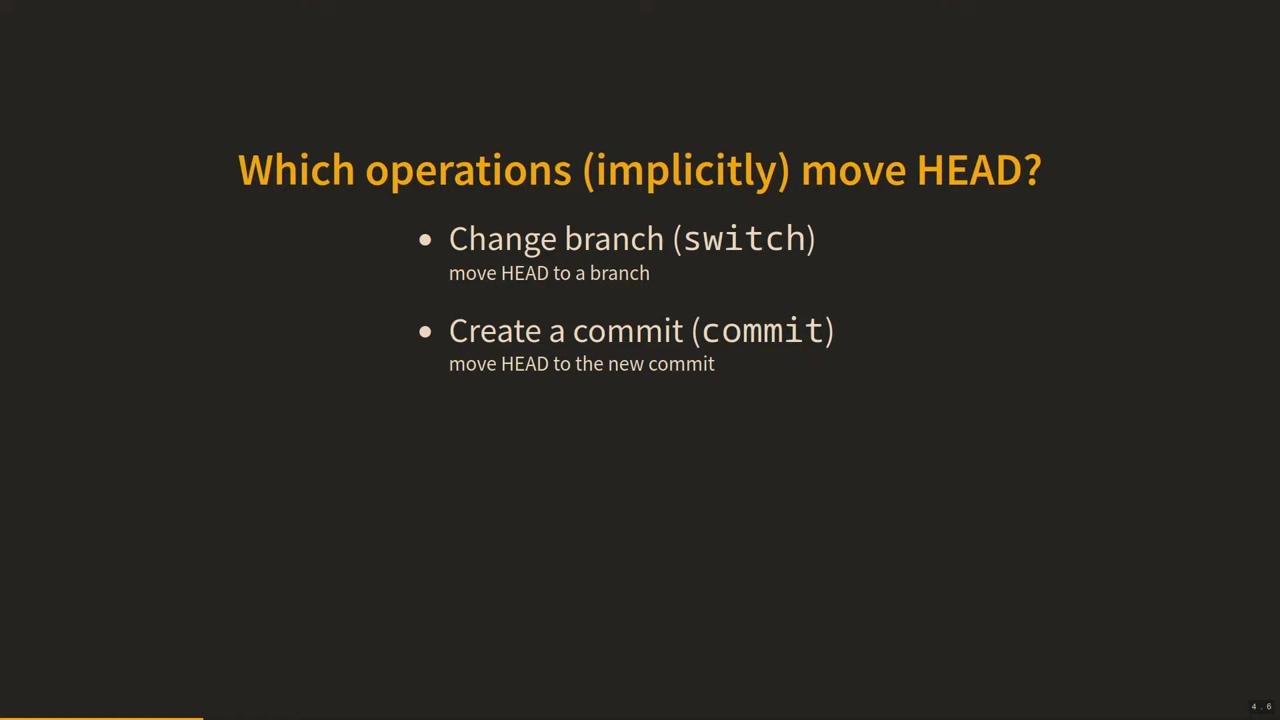 Which operations (implicitly) move HEAD?
• Change branch (switch)
move HEAD to a branch
• Create a commit (commit)
move HEAD to the new commit
4.6